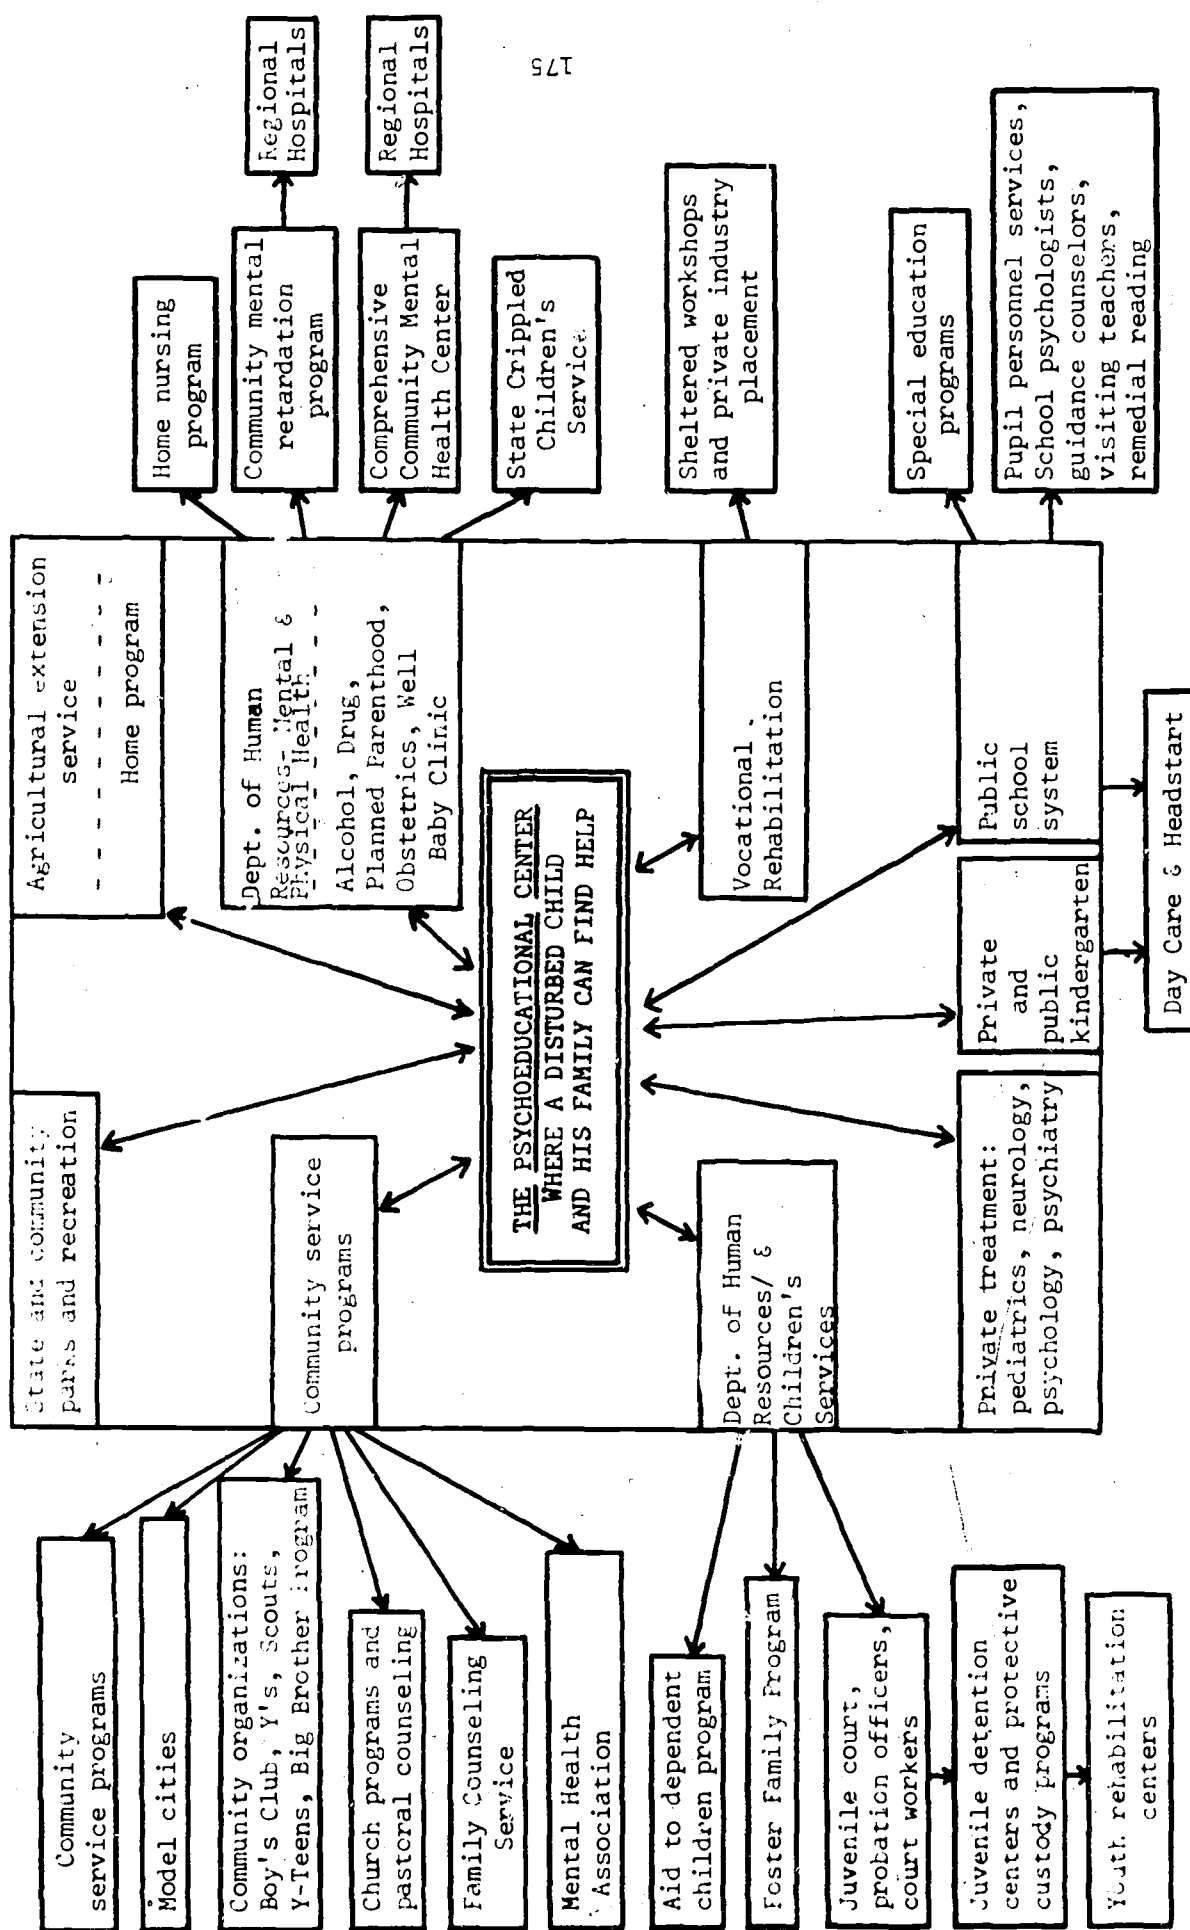 175
Community
service programs
Model cities
Community organizations:
Boy's Club, Y's, Scouts,
Y-Teens, Big Brother Program
Church programs and
pastoral counseling
Family Counseling
Service
Mental Health
Association
Aid to dependent
children program
Foster Family Program
Juvenile court,
probation officers,
court workers
Juvenile detention
centers and protective
custody programs
Youth rehabilitation
centers
State and community
parks and recreation
Community service
programs
Dept. of Human
Resources/ &
Children's
Services
Private treatment:
pediatrics, neurology,
psychology, psychiatry
THE PSYCHOEDUCATIONAL CENTER
WHERE A DISTURBED CHILD
AND HIS FAMILY CAN FIND HELP
Agricultural extension
service
- - - - - - - - -
Home program
Dept. of Human
Resources- Mental &
Physical Health
- - - - - - -
Alcohol, Drug,
Planned Parenthood,
Obstetrics, Well
Baby Clinic
Vocational
Rehabilitation
Private
and
public
kindergarten
Public
school
system
Day Care & Headstart
Home nursing
program
Community mental
retardation
program
Regional
Hospitals
Comprehensive
Community Mental
Health Center
Regional
Hospitals
State Crippled
Children's
Service
Sheltered workshops
and private industry
placement
Special education
programs
Pupil personnel services,
School psychologists,
guidance counselors,
visiting teachers,
remedial reading